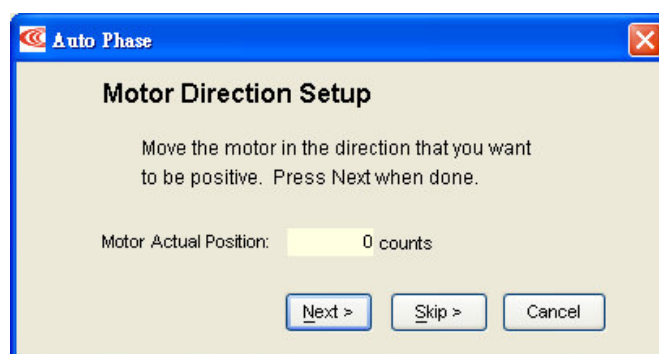 Auto Phase
Motor Direction Setup
Move the motor in the direction that you want
to be positive. Press Next when done.
Motor Actual Position: 0 counts
Next > Skip > Cancel